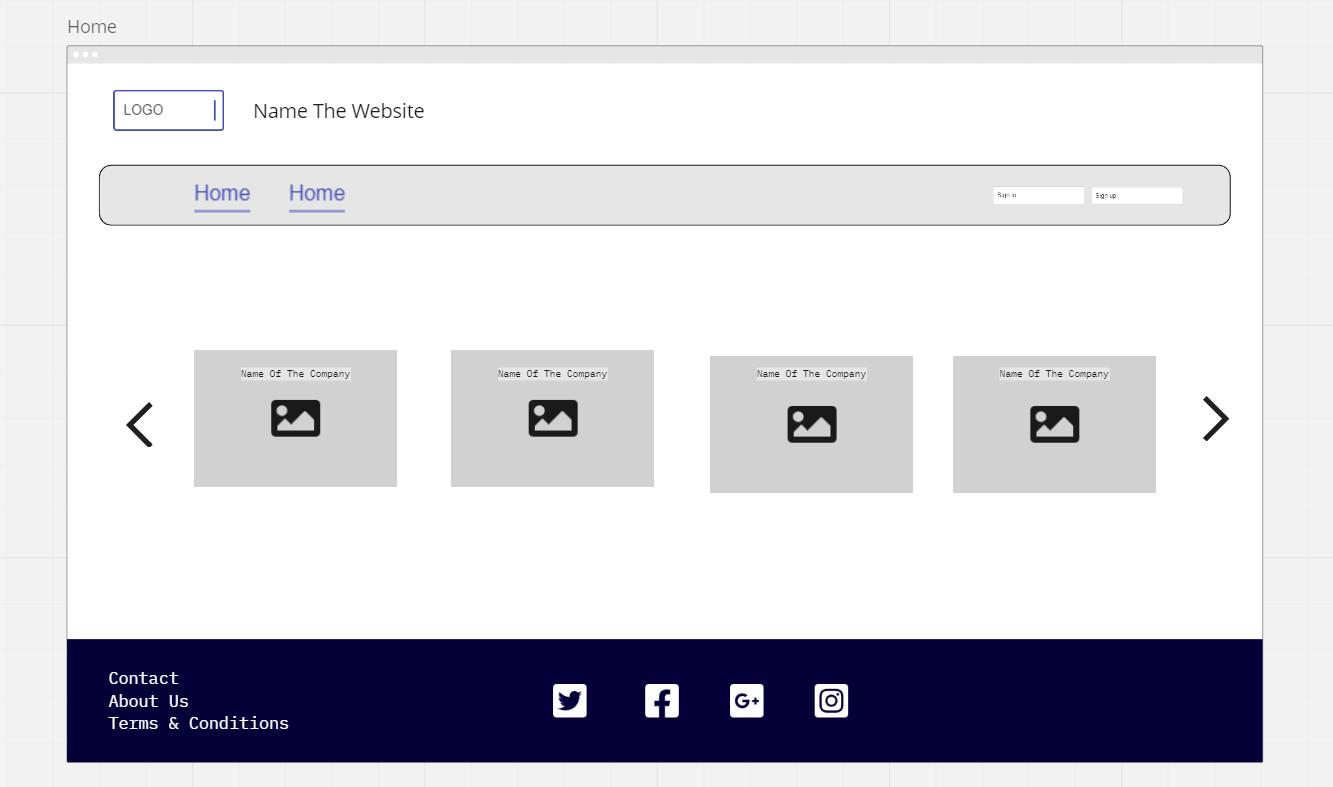 Home
LOGO
Name The Website
Home Home
Sign in Sign up
Name Of The Company Name Of The Company Name Of The Company Name Of The Company
Contact
About Us
Terms & Conditions